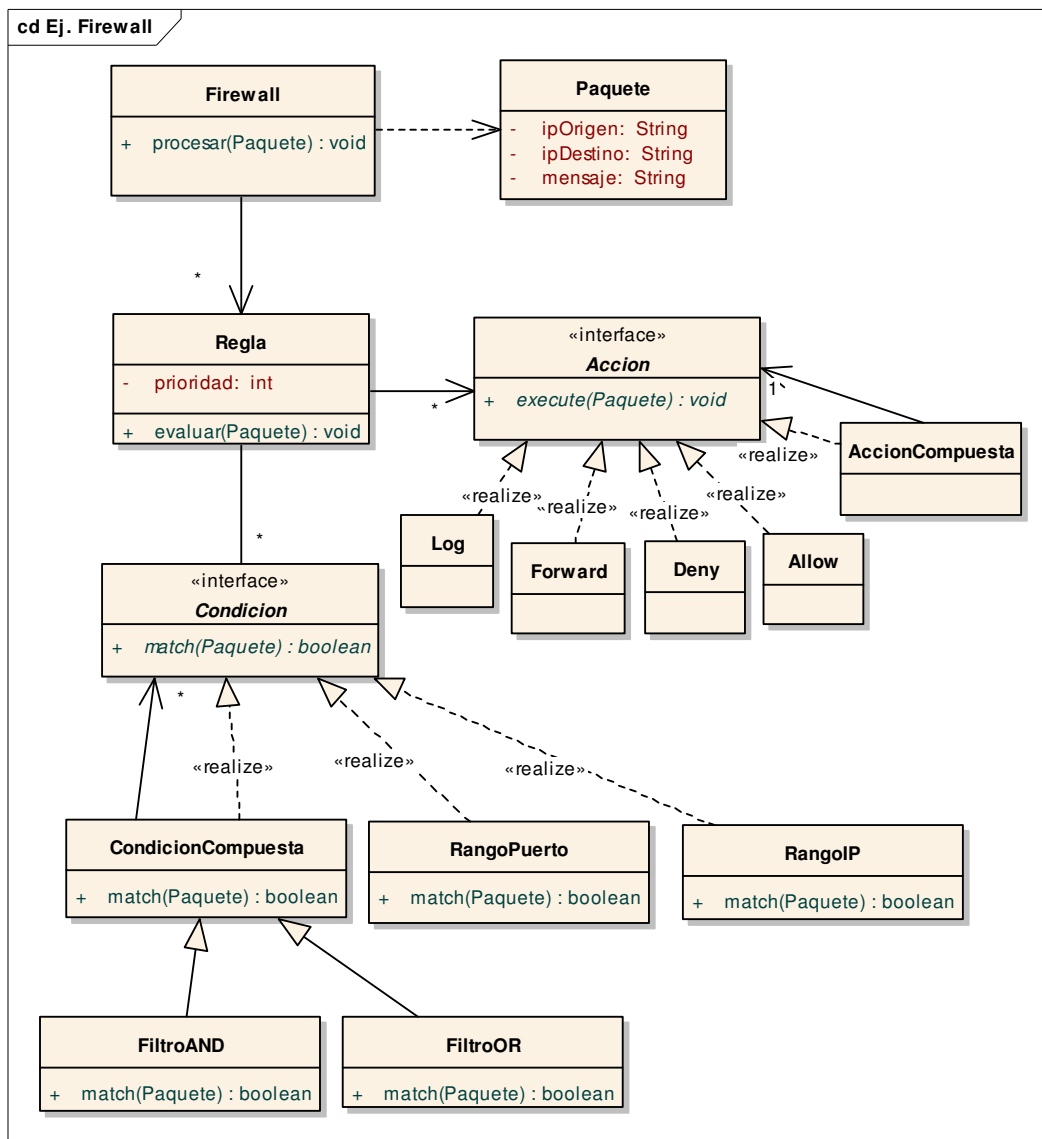 cd Ej. Firewall
Firewall
+ procesar(Paquete) : void
Paquete
- ipOrigen: String
- ipDestino: String
- mensaje: String
*
Regla
- prioridad: int
+ evaluar(Paquete) : void
*
«interface»
Accion
+ execute(Paquete) : void
1`
AccionCompuesta
«realize»
«realize»
«realize»
«realize»
«realize»
Log
Forward
Deny
Allow
*
«interface»
Condicion
+ match(Paquete) : boolean
*
«realize»
«realize»
«realize»
CondicionCompuesta
+ match(Paquete) : boolean
RangoPuerto
+ match(Paquete) : boolean
RangoIP
+ match(Paquete) : boolean
FiltroAND
+ match(Paquete) : boolean
FiltroOR
+ match(Paquete) : boolean